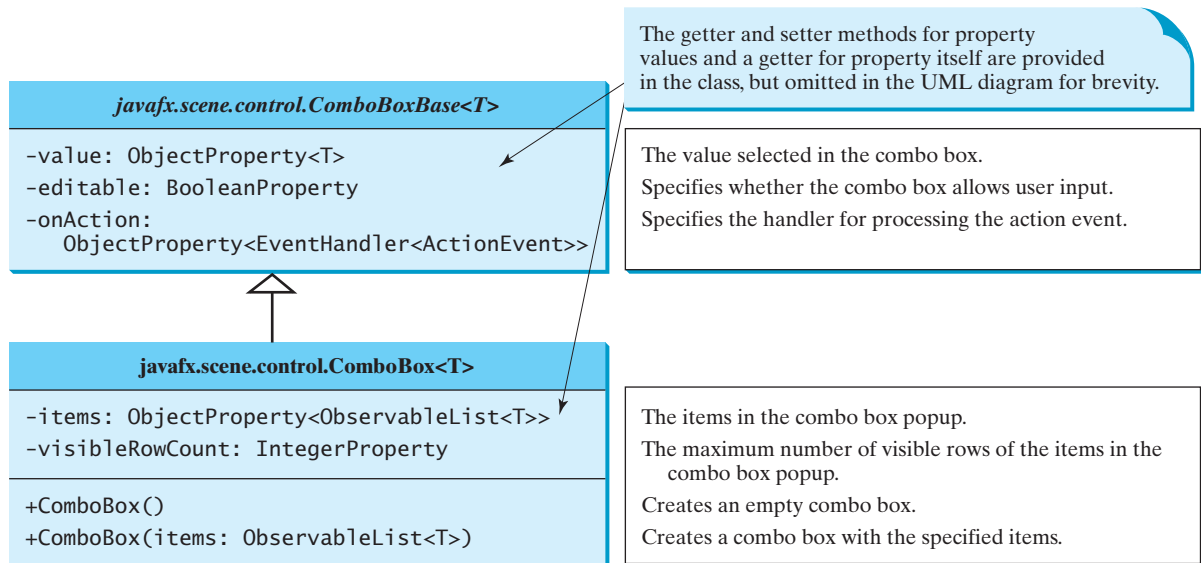 The getter and setter methods for property
values and a getter for property itself are provided
in the class, but omitted in the UML diagram for brevity.
javafx.scene.control.ComboBoxBase<T>
-value: ObjectProperty<T>
-editable: BooleanProperty
-onAction:
ObjectProperty<EventHandler<ActionEvent>>
The value selected in the combo box.
Specifies whether the combo box allows user input.
Specifies the handler for processing the action event.
javafx.scene.control.ComboBox<T>
-items: ObjectProperty<ObservableList<T>>
-visibleRowCount: IntegerProperty
+ComboBox()
+ComboBox(items: ObservableList<T>)
The items in the combo box popup.
The maximum number of visible rows of the items in the
combo box popup.
Creates an empty combo box.
Creates a combo box with the specified items.